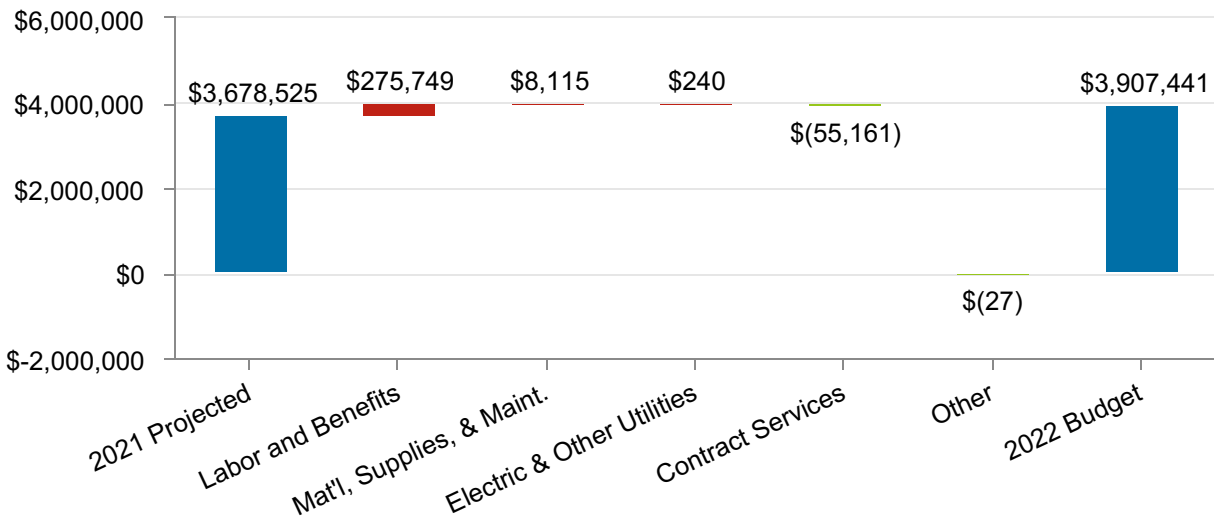 $6,000,000
$4,000,000
$2,000,000
$0
$-2,000,000
$3,678,525
$275,749
$8,115
$240
$(55,161)
$(27)
$3,907,441
2021 Projected
Labor and Benefits
Mat'l, Supplies, & Maint.
Electric & Other Utilities
Contract Services
Other
2022 Budget